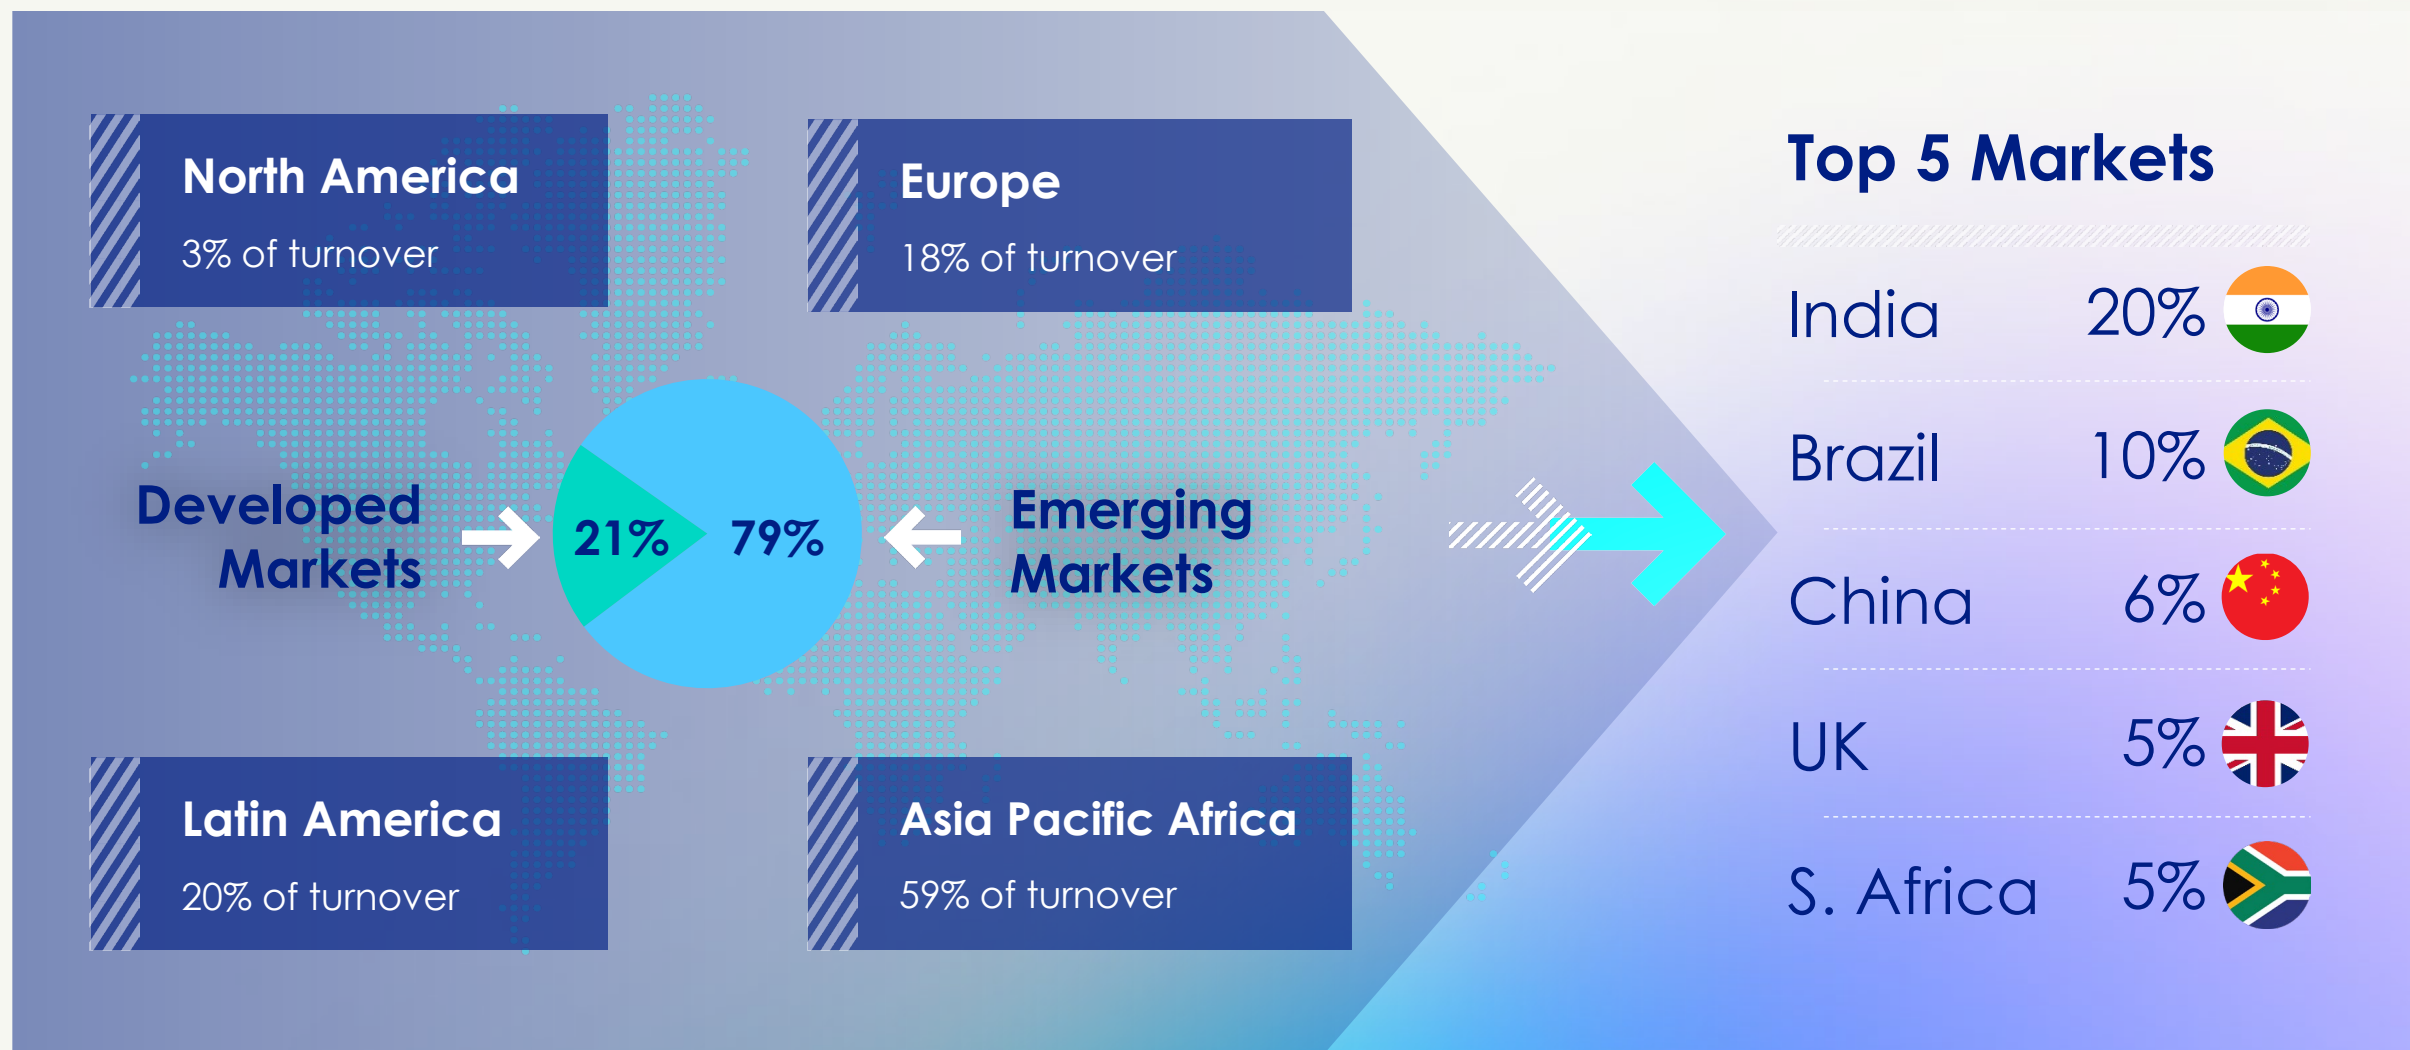 North America
3% of turnover
Europe
18% of turnover
Developed
Markets
21%
79%
Emerging
Markets
Latin America
20% of turnover
Asia Pacific Africa
59% of turnover
Top 5 Markets
India 20%
Brazil 10%
China 6%
UK 5%
S. Africa 5%